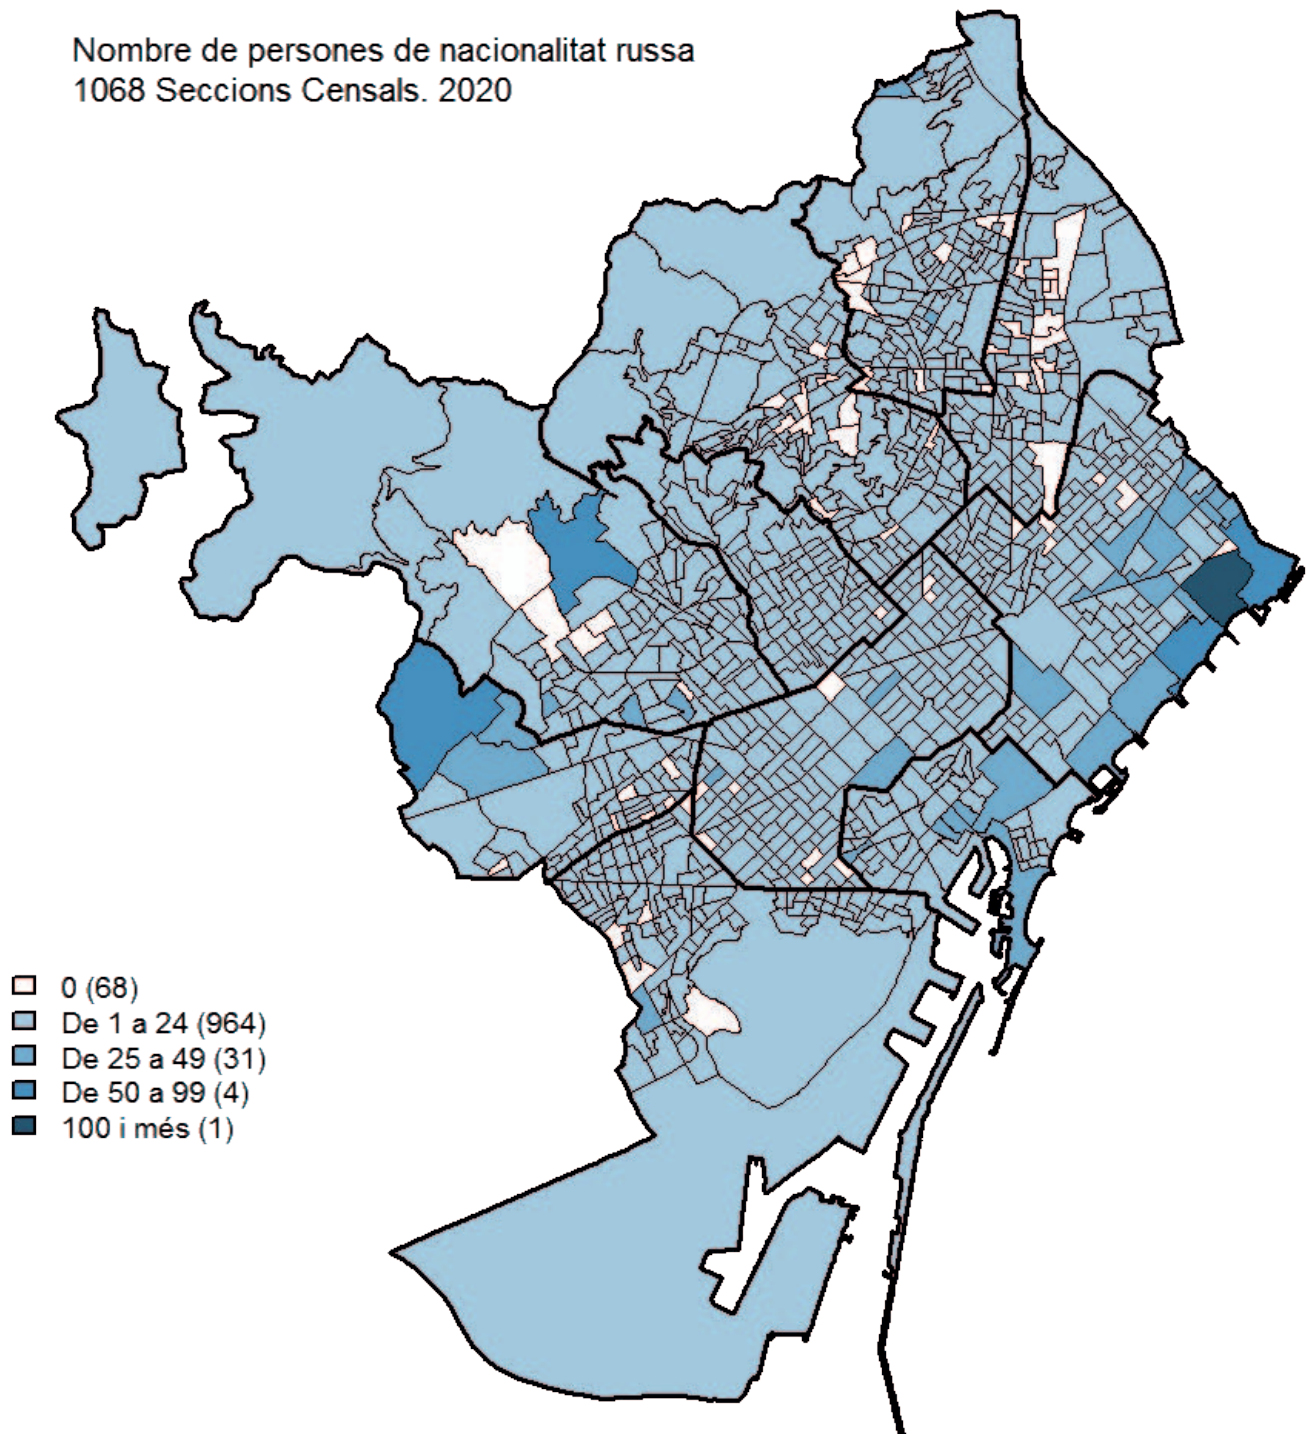 Nombre de persones de nacionalitat russa
1068 Seccions Censals. 2020
0 (68)
De 1 a 24 (964)
De 25 a 49 (31)
De 50 a 99 (4)
100 i més (1)